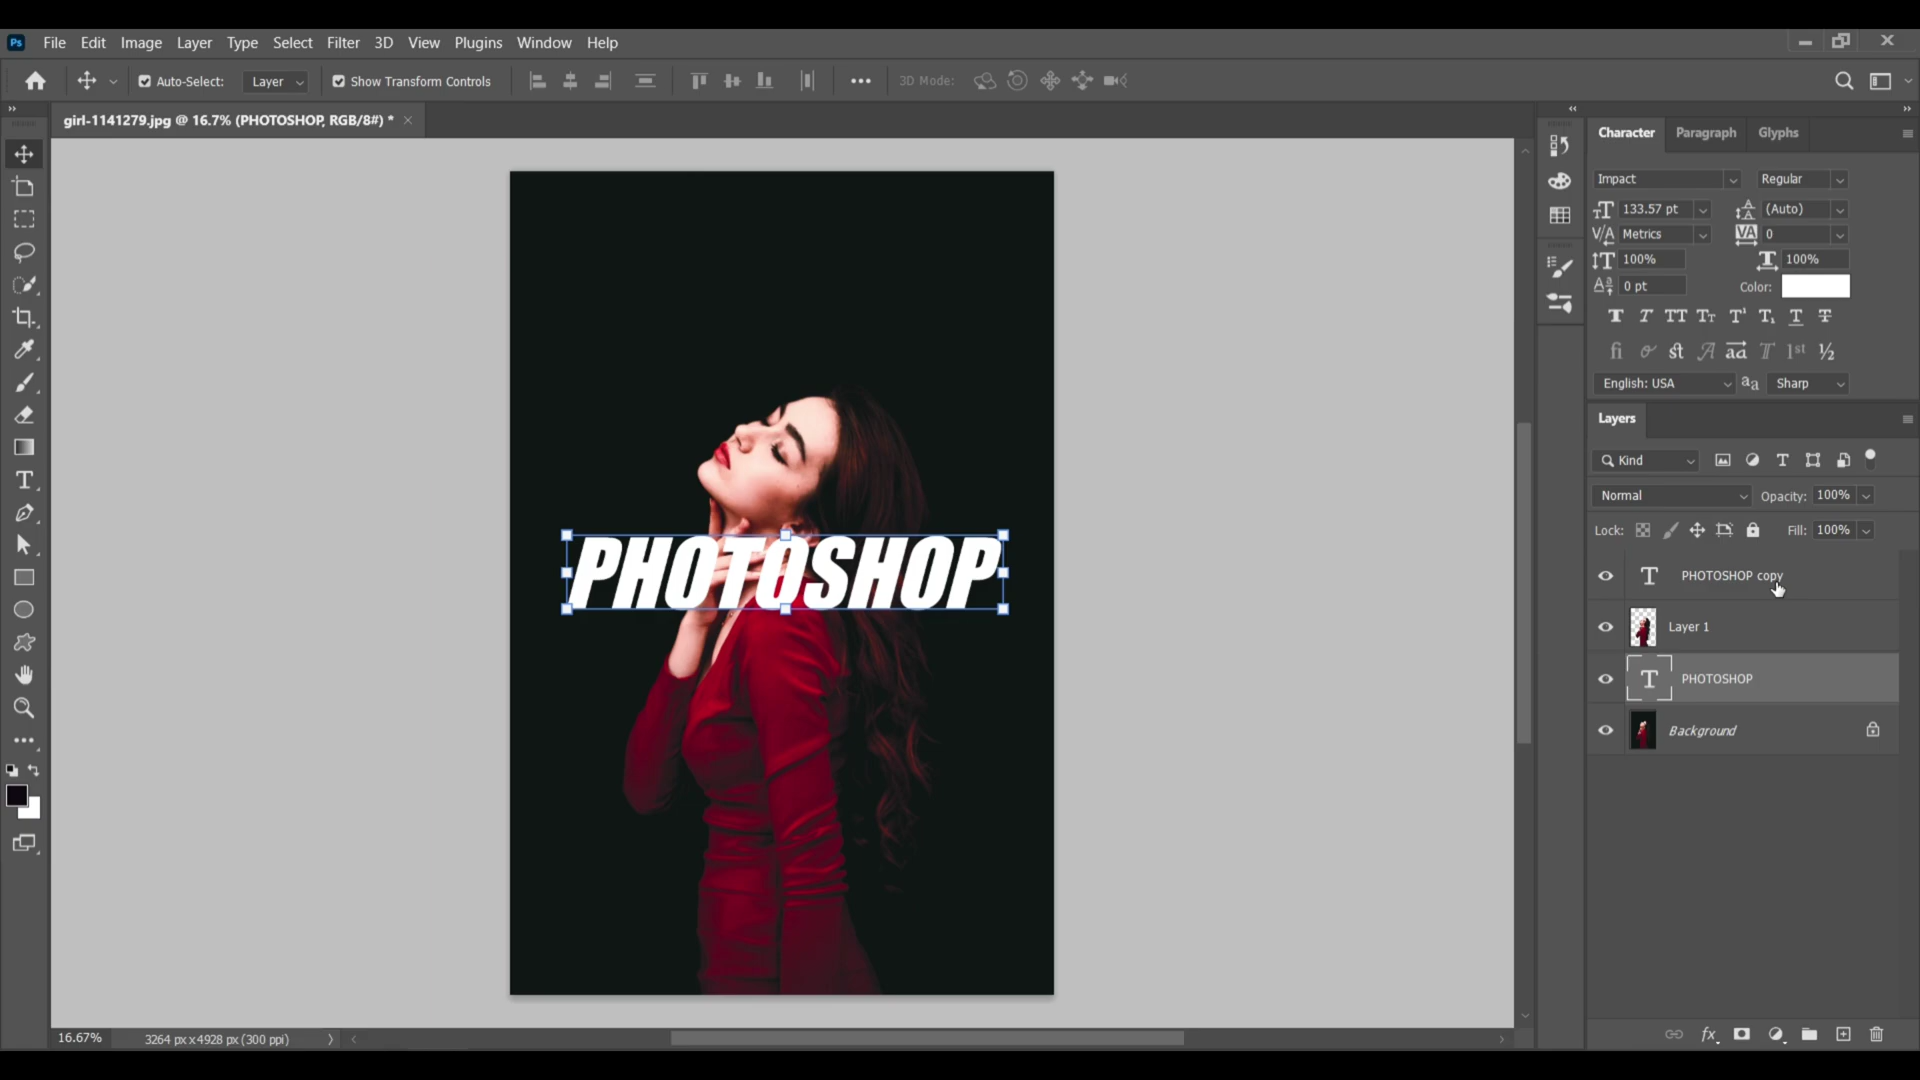 Ps File Edit Image Layer Type Select Filter 3D View Plugins Window Help
Auto-Select: Layer Show Transform Controls 3D Mode:
girl-1141279.jpg @ 16.7% (PHOTOSHOP, RGB/8#) *
Character Paragraph Glyphs
Impact Regular
133.57 pt (Auto)
Metrics 0
100% 100%
0 pt Color:
English: USA Sharp
Layers
Kind
Normal Opacity: 100%
Lock: Fill: 100%
PHOTOSHOP copy
Layer 1
PHOTOSHOP
Background
PHOTOSHOP
16.67% 3264 px x 4928 px (300 ppi)